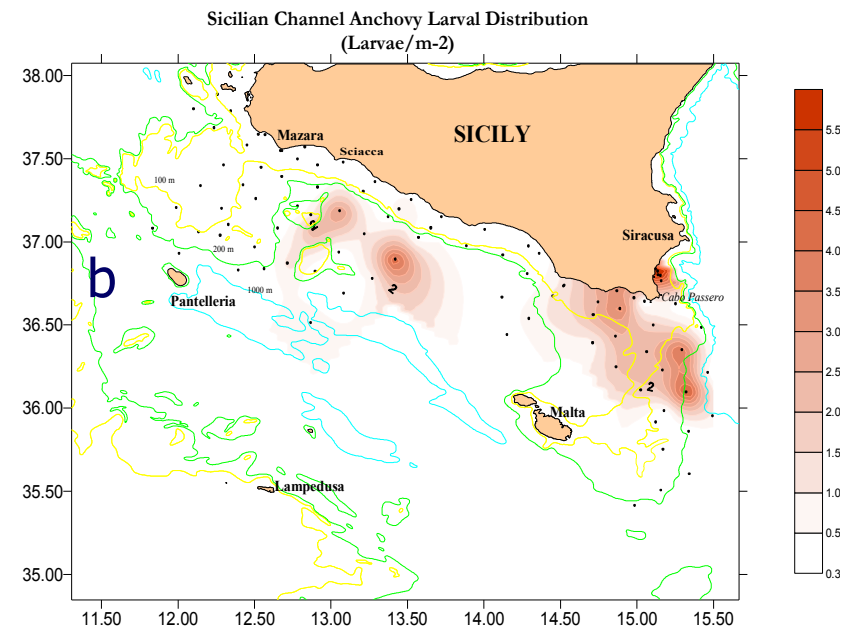 Sicilian Channel Anchovy Larval Distribution
(Larvae/m-2)
38.00
37.50
37.00
36.50
36.00
35.50
35.00
Mazara
Sciacca
SICILY
100 m
200 m
Siracusa
b
Pantelleria
1000 m
2
2
2
Cabo Passero
Malta
Lampedusa
11.50 12.00 12.50 13.00 13.50 14.00 14.50 15.00 15.50
5.5
5.0
4.5
4.0
3.5
3.0
2.5
2.0
1.5
1.0
0.5
0.3